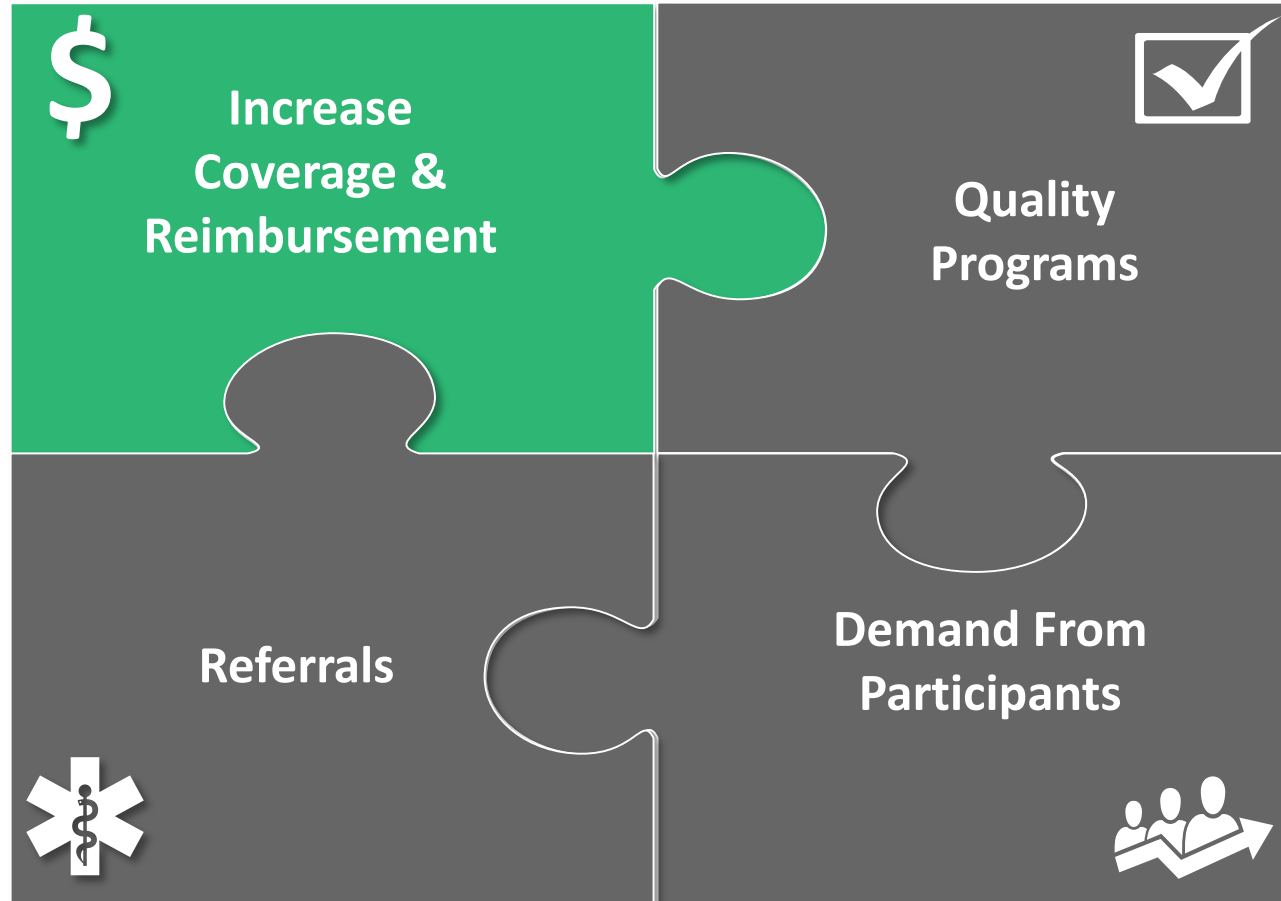 $
Increase
Coverage &
Reimbursement
Quality
Programs
Referrals
Demand From
Participants